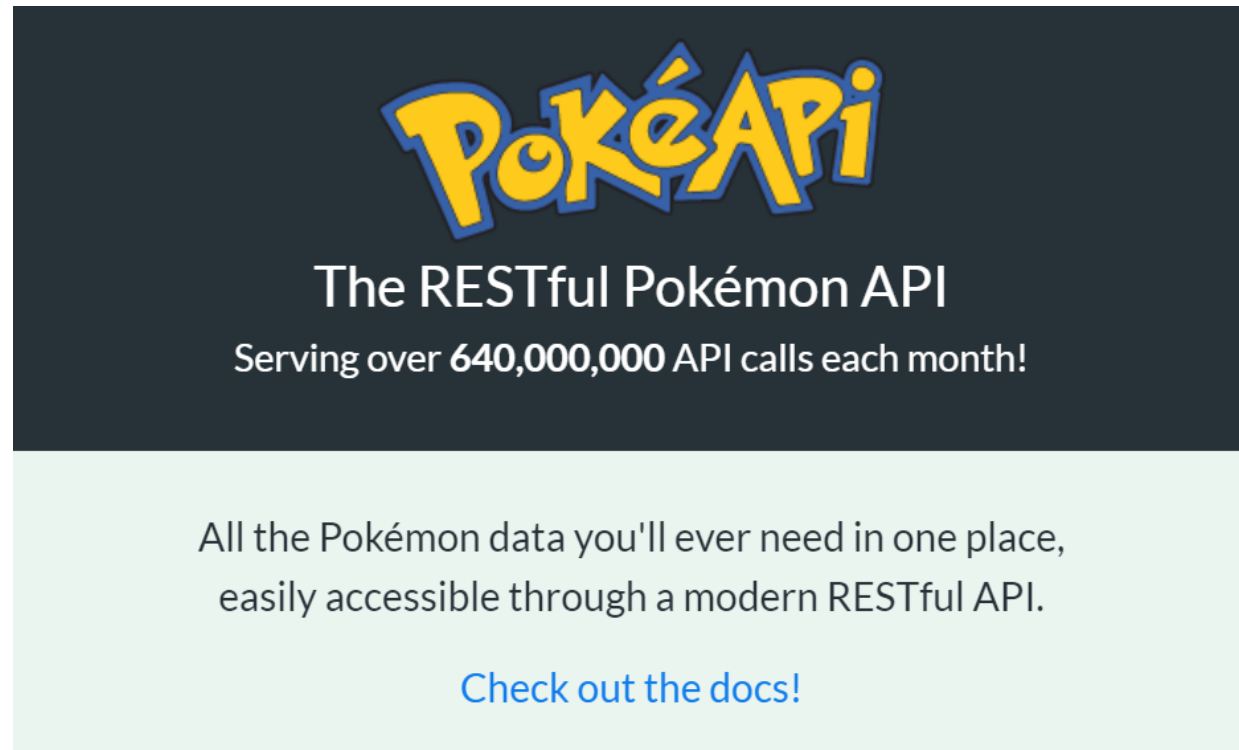 PokéAPi
The RESTful Pokémon API
Serving over 640,000,000 API calls each month!
All the Pokémon data you'll ever need in one place,
easily accessible through a modern RESTful API.
Check out the docs!